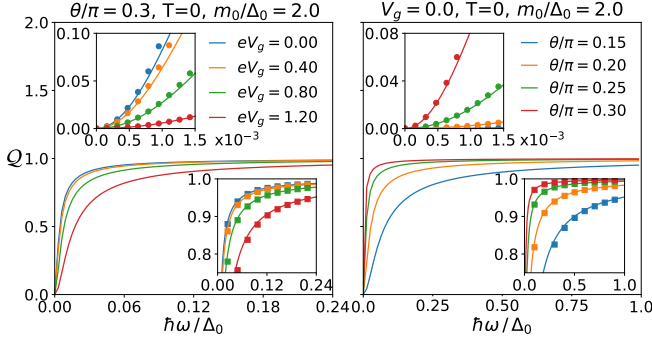 θ/π = 0.3, T=0, m₀/Δ₀ = 2.0
V_g = 0.0, T=0, m₀/Δ₀ = 2.0
2.0
1.5
1.0
0.5
0.0
𝒬
0.10
0.05
0.00
0.0 0.5 1.0 1.5 x10⁻³
eV_g = 0.00
eV_g = 0.40
eV_g = 0.80
eV_g = 1.20
1.0
0.9
0.8
0.00 0.12 0.24
0.00 0.06 0.12 0.18 0.24
ħω/Δ₀
0.08
0.04
0.00
0.0 0.5 1.0 1.5 x10⁻³
θ/π = 0.15
θ/π = 0.20
θ/π = 0.25
θ/π = 0.30
1.0
0.9
0.8
0.0 0.5 1.0
0.0 0.25 0.50 0.75 1.0
ħω/Δ₀